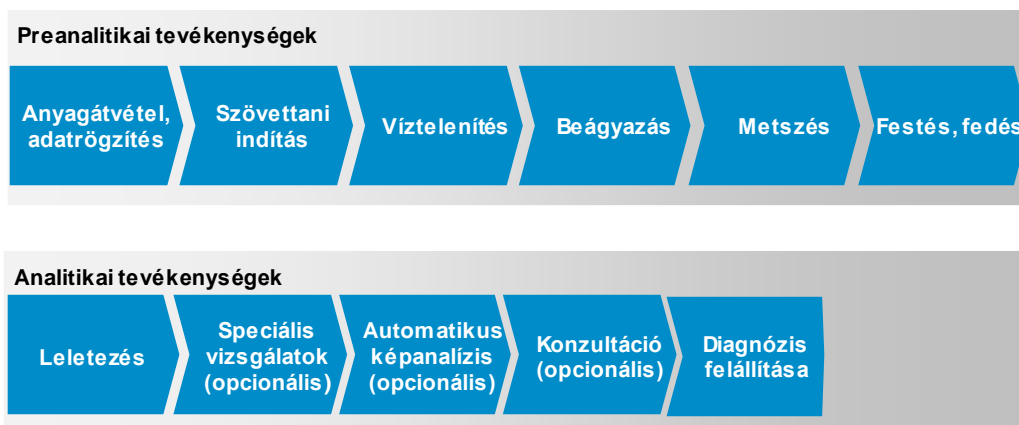 Preanalitikai tevékenységek
Anyagátvétel,
adatrögzítés
Szövettani
indítás
Víztelenítés
Beágyazás
Metszés
Festés, fedés
Analitikai tevékenységek
Leletezés
Speciális
vizsgálatok
(opcionális)
Automatikus
képanalízis
(opcionális)
Konzultáció
(opcionális)
Diagnózis
felállítása